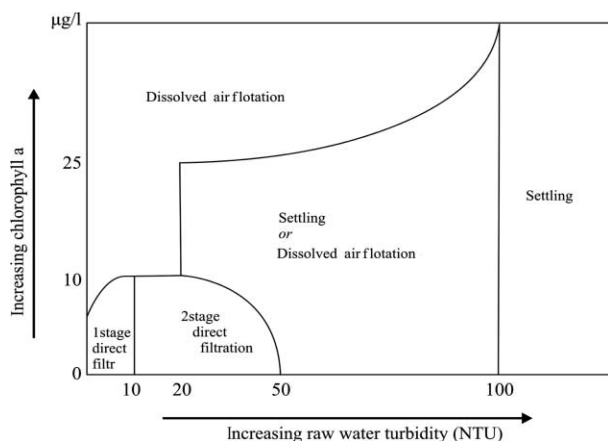 µg/l
Dissolved air flotation
Increasing chlorophyll a
25
Settling
or
Dissolved air flotation
Settling
10
1stage
direct
filtr
2stage
direct
filtration
0
10
20
50
100
Increasing raw water turbidity (NTU)